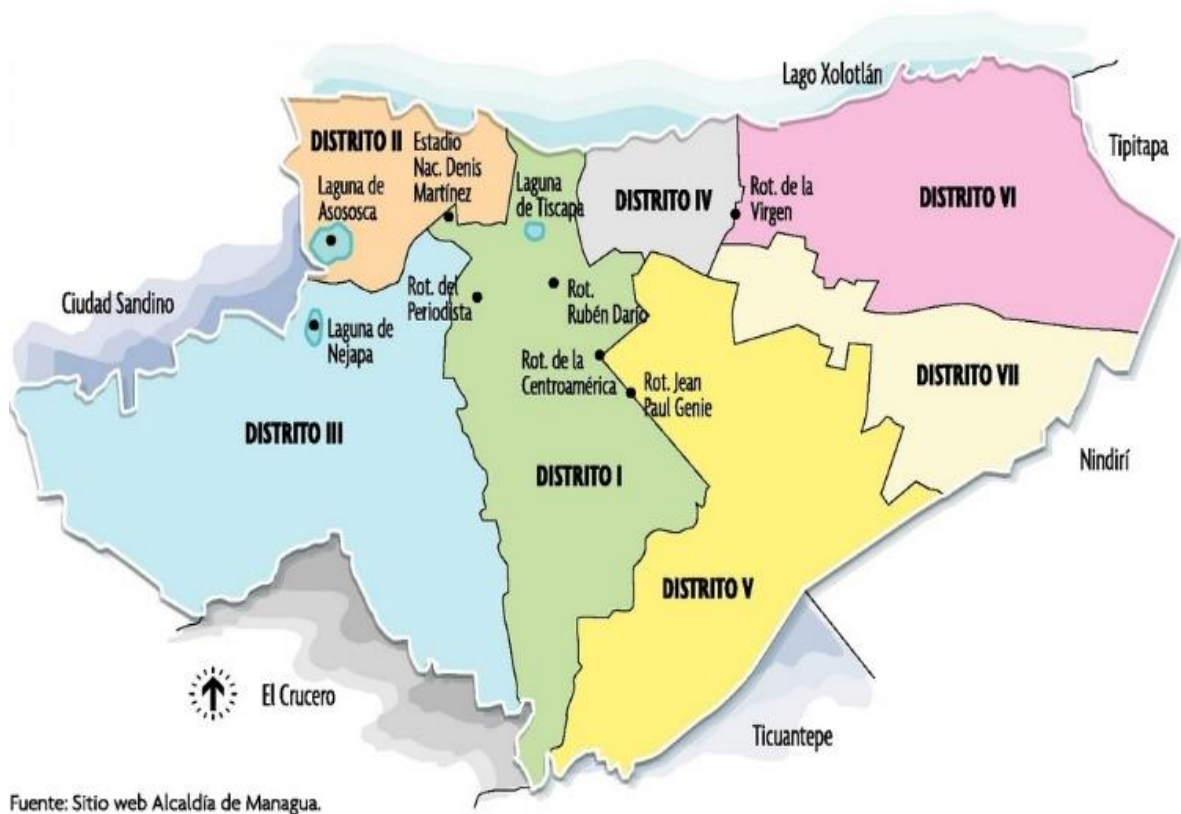 Lago Xolotlán
Tipitapa
DISTRITO II
Estadio
Nac. Denis
Martínez
Laguna de
Asososca
Laguna
de Tiscapa
DISTRITO IV
Rot. de la
Virgen
DISTRITO VI
Ciudad Sandino
Rot. del
Periodista
Rot.
Rubén Darío
Laguna de
Nejapa
Rot. de la
Centroamérica
Rot. Jean
Paul Genie
DISTRITO VII
DISTRITO III
Nindirí
DISTRITO I
DISTRITO V
El Crucero
Ticuantepe
Fuente: Sitio web Alcaldía de Managua.